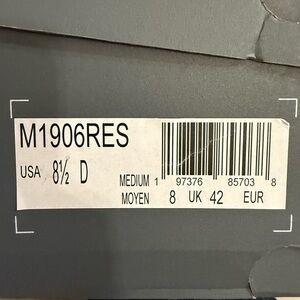 M1906RES
USA 8½ D
MEDIUM 1 97376 85703 8
MOYEN 8 UK 42 EUR